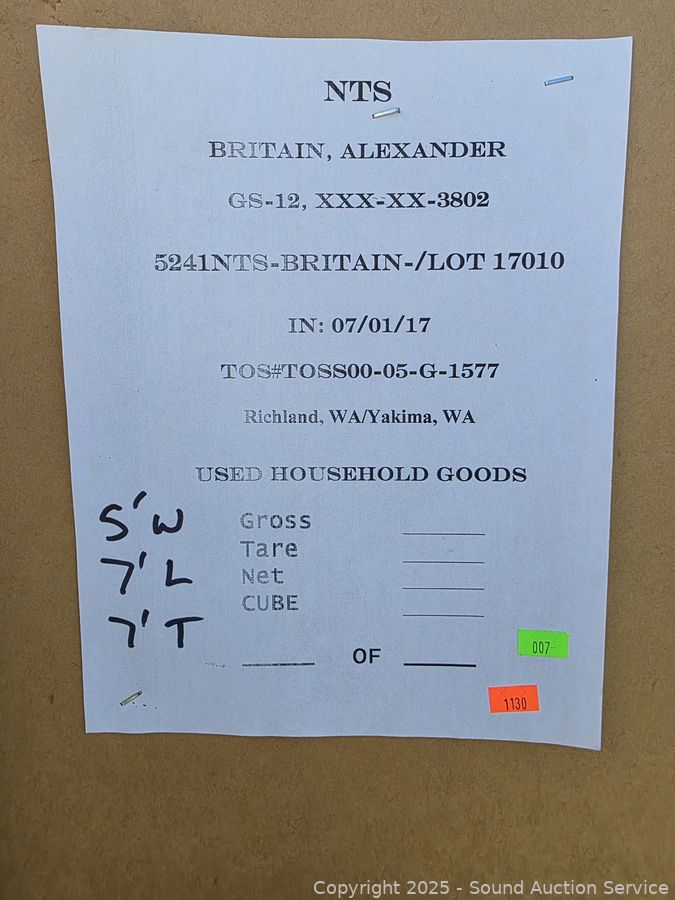 NTS
BRITAIN, ALEXANDER
GS-12, XXX-XX-3802
5241NTS-BRITAIN-/LOT 17010
IN: 07/01/17
TOS#TOSS00-05-G-1577
Richland, WA/Yakima, WA
USED HOUSEHOLD GOODS
5'W
7'L
7'T
Gross
Tare
Net
CUBE
OF
007-
1130
Copyright 2025 - Sound Auction Service